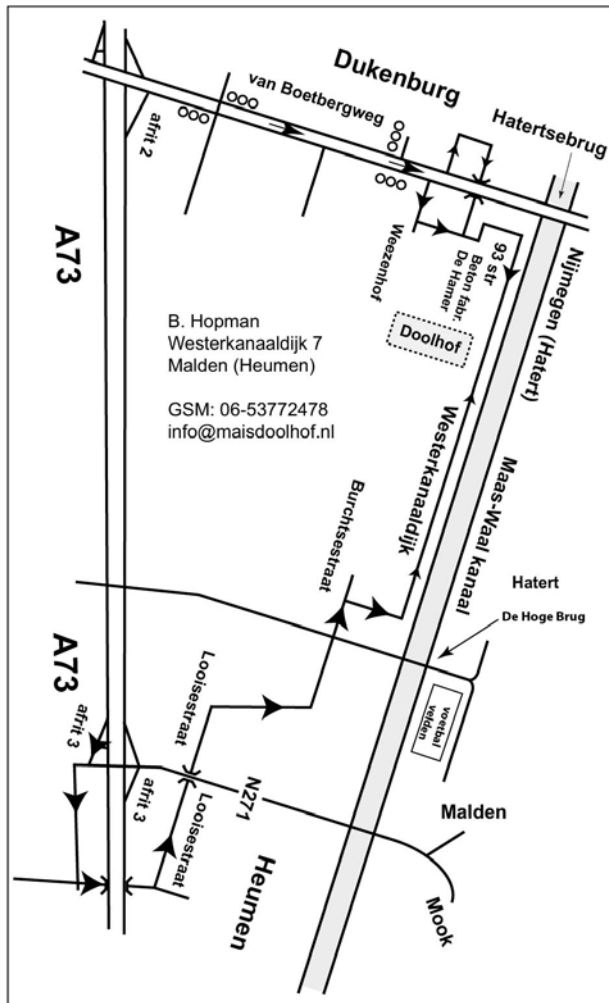 Dukenburg
van Boetbergweg
Hatertsebrug
afrit 2
A73
Weezenhof
93 str
Beton fabr.
De Hamer
Doolhof
Nijmegen (Hatert)
B. Hopman
Westerkanaaldijk 7
Malden (Heumen)
GSM: 06-53772478
info@maisdoolhof.nl
Westerkanaaldijk
Maas-Waal kanaal
Burchtsestraat
Hatert
De Hoge Brug
A73
Looisestraat
voetbal
velden
afrit 3
afrit 3
N271
Looisestraat
Malden
Heumen
Mook